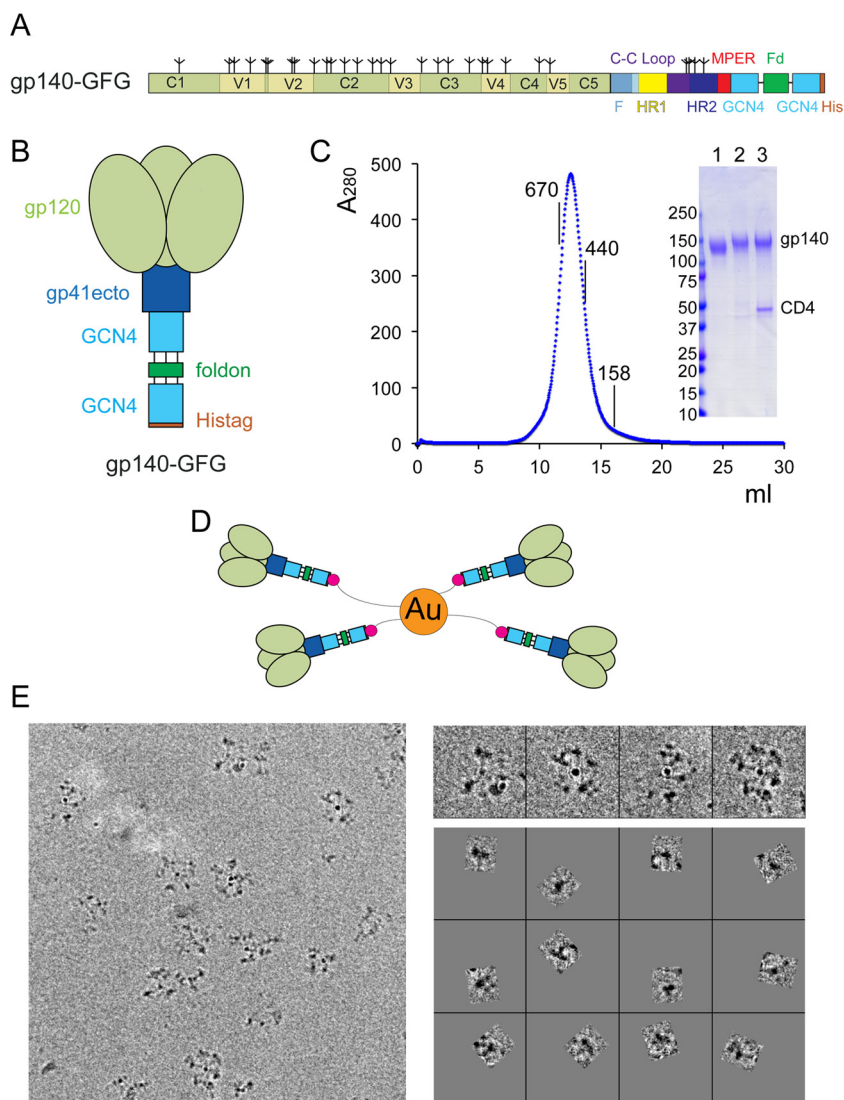 A
C-C Loop MPER Fd
gp140-GFG C1 V1 V2 C2 V3 C3 V4 C4 V5 C5
F HR1 HR2 GCN4 GCN4 His
B
gp120
gp41ecto
GCN4
foldon
GCN4
Histag
gp140-GFG
C
A280
500
400
300
200
100
0
670
440
158
0 5 10 15 20 25 30
ml
1 2 3
250
150
100
75
50
37
25
20
15
10
gp140
CD4
D
Au
E